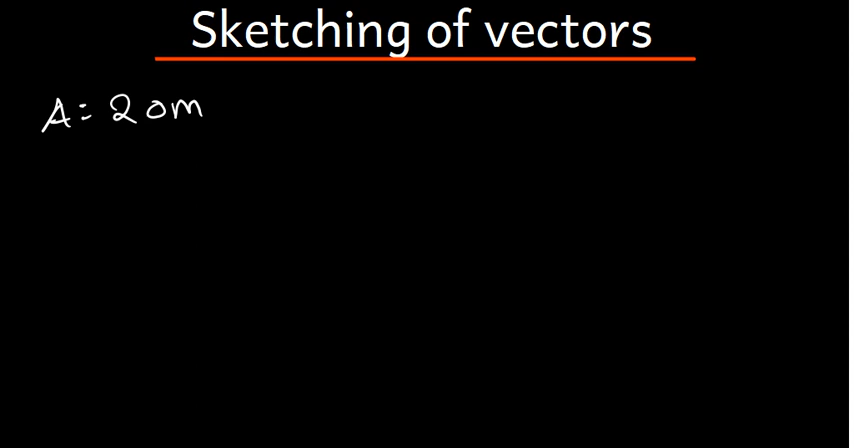 Sketching of vectors
A = 20m